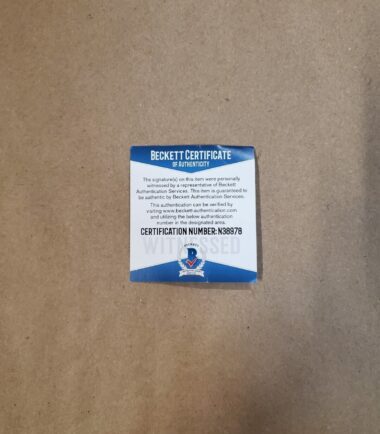 BECKETT CERTIFICATE
OF AUTHENTICITY
The signature(s) on this item were personally
witnessed by a representative of Beckett
Authentication Services. This item is guaranteed to
be authentic by Beckett Authentication Services.
This authentication can be verified by
visiting www.beckett-authentication.com
and utilizing the below authentication
number in the designated area.
CERTIFICATION NUMBER: N38978
WITNESSED
BECKETT
B